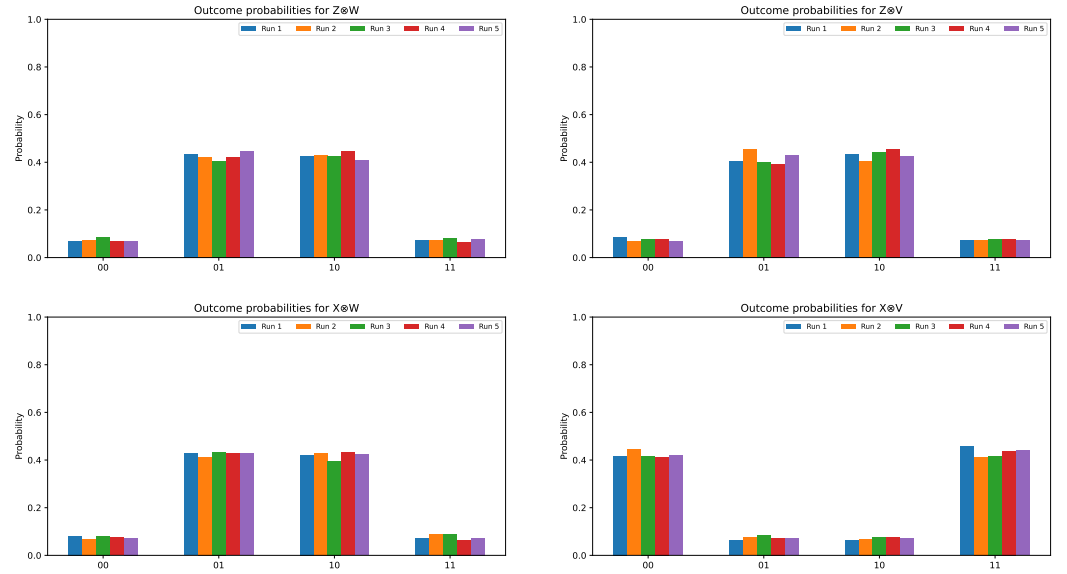 Outcome probabilities for Z⊗W
Run 1 Run 2 Run 3 Run 4 Run 5
1.0
0.8
0.6
0.4
0.2
0.0
Probability
00 01 10 11
Outcome probabilities for Z⊗V
Run 1 Run 2 Run 3 Run 4 Run 5
1.0
0.8
0.6
0.4
0.2
0.0
Probability
00 01 10 11
Outcome probabilities for X⊗W
Run 1 Run 2 Run 3 Run 4 Run 5
1.0
0.8
0.6
0.4
0.2
0.0
Probability
00 01 10 11
Outcome probabilities for X⊗V
Run 1 Run 2 Run 3 Run 4 Run 5
1.0
0.8
0.6
0.4
0.2
0.0
Probability
00 01 10 11